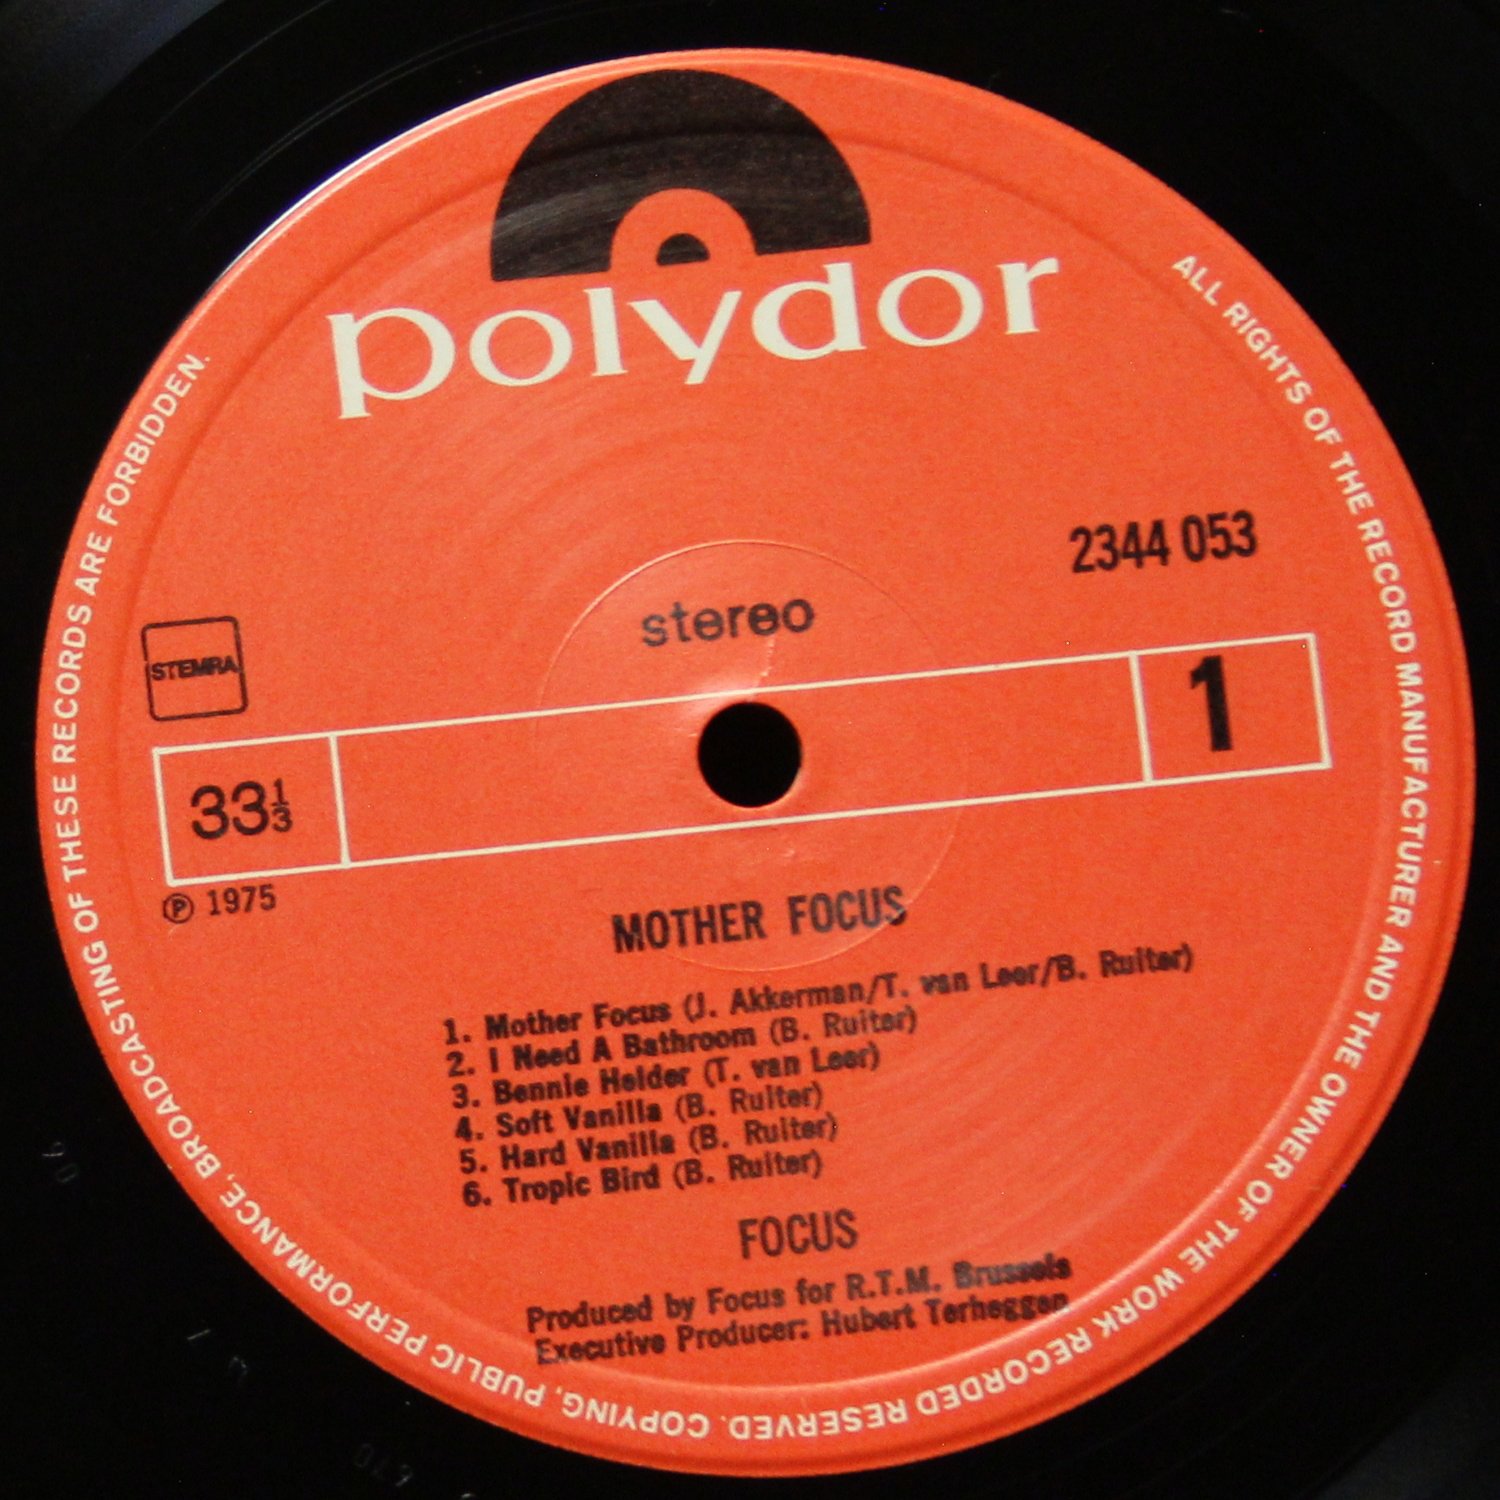 polydor
ALL RIGHTS OF THE RECORD MANUFACTURER AND THE OWNER OF THE WORK RECORDED RESERVED. COPYING, PUBLIC PERFORMANCE, BROADCASTING OF THESE RECORDS ARE FORBIDDEN.
2344 053
stereo
STEMRA
1
33 1/3
℗ 1975
MOTHER FOCUS
1. Mother Focus (J. Akkerman/T. van Leer/B. Ruiter)
2. I Need A Bathroom (B. Ruiter)
3. Bennie Helder (T. van Leer)
4. Soft Vanilla (B. Ruiter)
5. Hard Vanilla (B. Ruiter)
6. Tropic Bird (B. Ruiter)
FOCUS
Produced by Focus for R.T.M. Brussels
Executive Producer: Hubert Terheggen